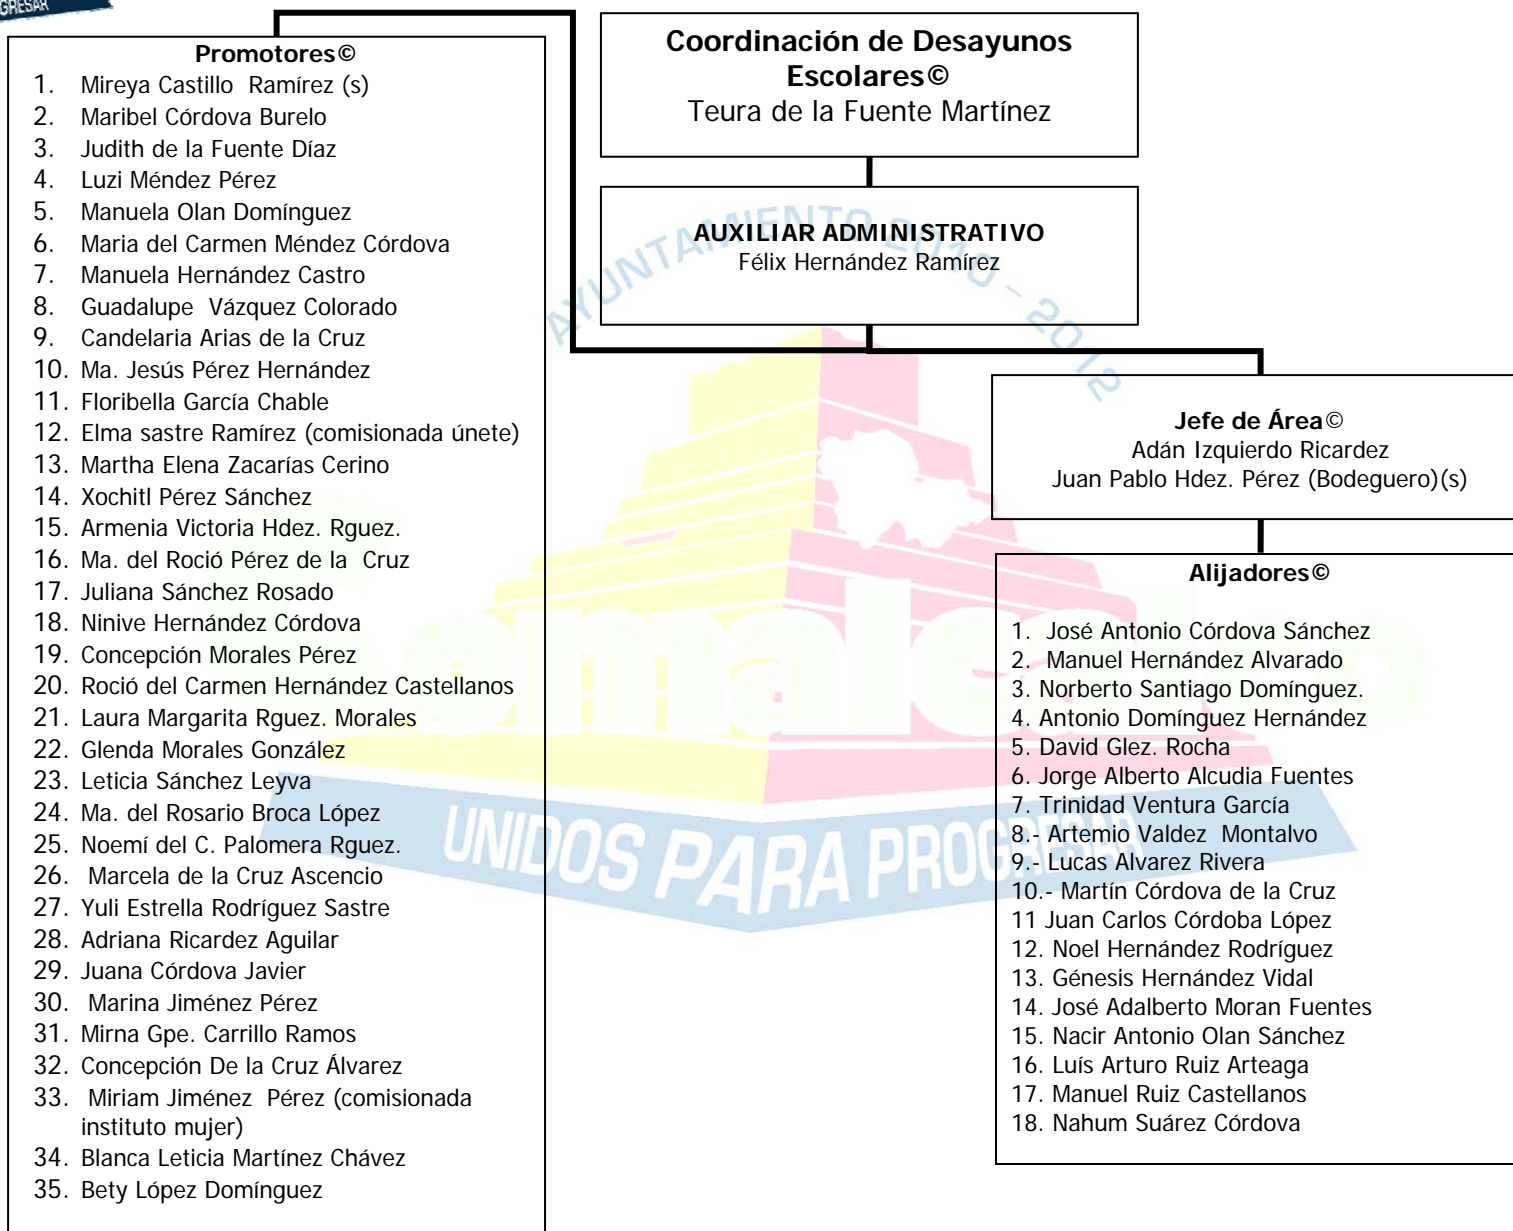 GRESAR
Promotores©
1. Mireya Castillo Ramírez (s)
2. Maribel Córdova Burelo
3. Judith de la Fuente Díaz
4. Luzi Méndez Pérez
5. Manuela Olan Domínguez
6. Maria del Carmen Méndez Córdova
7. Manuela Hernández Castro
8. Guadalupe Vázquez Colorado
9. Candelaria Arias de la Cruz
10. Ma. Jesús Pérez Hernández
11. Floribella García Chable
12. Elma sastre Ramírez (comisionada únete)
13. Martha Elena Zacarías Cerino
14. Xochitl Pérez Sánchez
15. Armenia Victoria Hdez. Rguez.
16. Ma. del Roció Pérez de la Cruz
17. Juliana Sánchez Rosado
18. Ninive Hernández Córdova
19. Concepción Morales Pérez
20. Roció del Carmen Hernández Castellanos
21. Laura Margarita Rguez. Morales
22. Glenda Morales González
23. Leticia Sánchez Leyva
24. Ma. del Rosario Broca López
25. Noemí del C. Palomera Rguez.
26. Marcela de la Cruz Ascencio
27. Yuli Estrella Rodríguez Sastre
28. Adriana Ricardez Aguilar
29. Juana Córdova Javier
30. Marina Jiménez Pérez
31. Mirna Gpe. Carrillo Ramos
32. Concepción De la Cruz Álvarez
33. Miriam Jiménez Pérez (comisionada
instituto mujer)
34. Blanca Leticia Martínez Chávez
35. Bety López Domínguez
Coordinación de Desayunos
Escolares©
Teura de la Fuente Martínez
AUXILIAR ADMINISTRATIVO
Félix Hernández Ramírez
Jefe de Área©
Adán Izquierdo Ricardez
Juan Pablo Hdez. Pérez (Bodeguero)(s)
Alijadores©
1. José Antonio Córdova Sánchez
2. Manuel Hernández Alvarado
3. Norberto Santiago Domínguez.
4. Antonio Domínguez Hernández
5. David Glez. Rocha
6. Jorge Alberto Alcudia Fuentes
7. Trinidad Ventura García
8.- Artemio Valdez Montalvo
9.- Lucas Alvarez Rivera
10.- Martín Córdova de la Cruz
11 Juan Carlos Córdoba López
12. Noel Hernández Rodríguez
13. Génesis Hernández Vidal
14. José Adalberto Moran Fuentes
15. Nacir Antonio Olan Sánchez
16. Luís Arturo Ruiz Arteaga
17. Manuel Ruiz Castellanos
18. Nahum Suárez Córdova
AYUNTAMIENTO 2010 - 2012
Comalcalco
UNIDOS PARA PROGRESAR